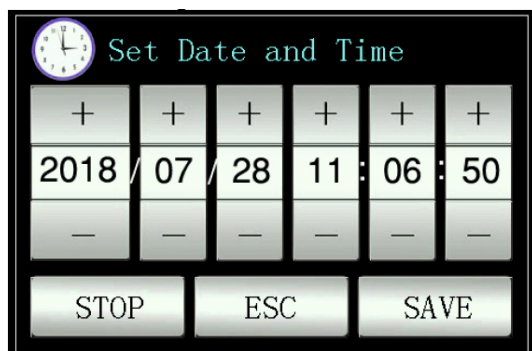 Set Date and Time
+ + + + + +
2018 / 07 / 28 11 : 06 : 50
— — — — — —
STOP ESC SAVE